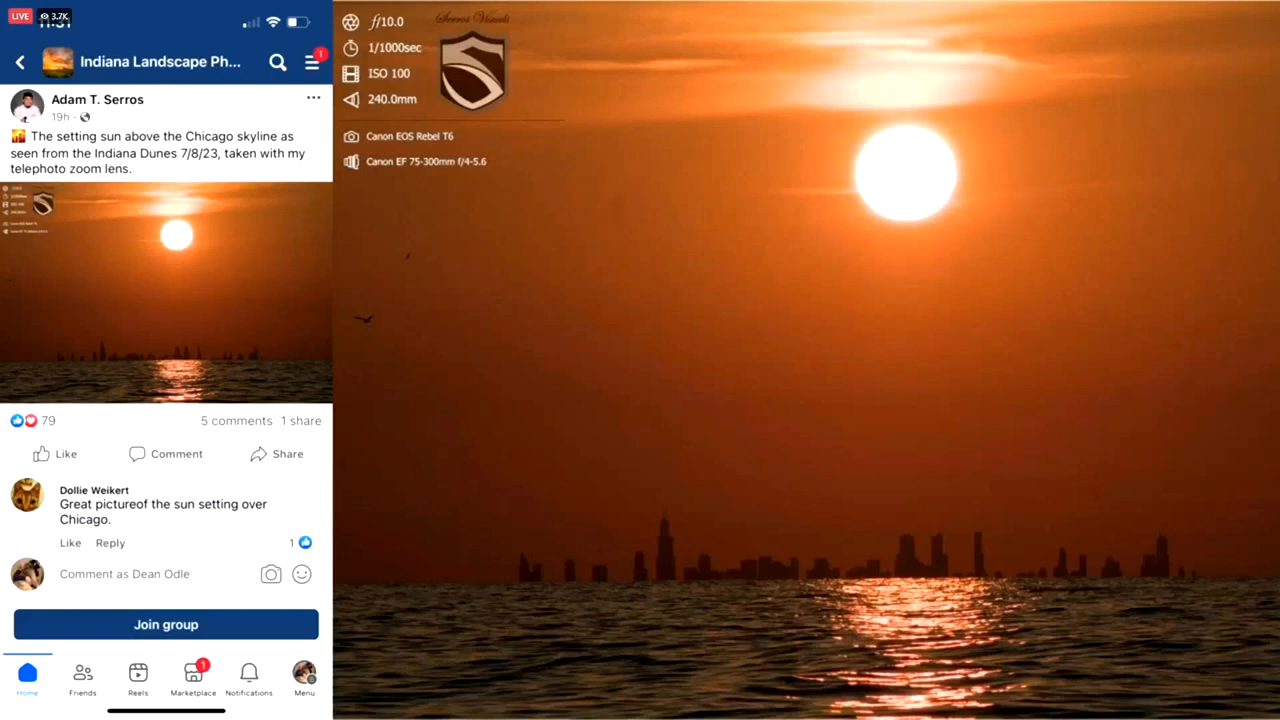 LIVE 3.7K
11:51
Indiana Landscape Ph...
1
Adam T. Serros
19h ·
The setting sun above the Chicago skyline as
seen from the Indiana Dunes 7/8/23, taken with my
telephoto zoom lens.
79 5 comments 1 share
Like Comment Share
Dollie Weikert
Great pictureof the sun setting over
Chicago.
Like Reply 1
Comment as Dean Odle
Join group
1
Home Friends Reels Marketplace Notifications Menu
Serros Visuals
f/10.0
1/1000sec
ISO 100
240.0mm
Canon EOS Rebel T6
Canon EF 75-300mm f/4-5.6